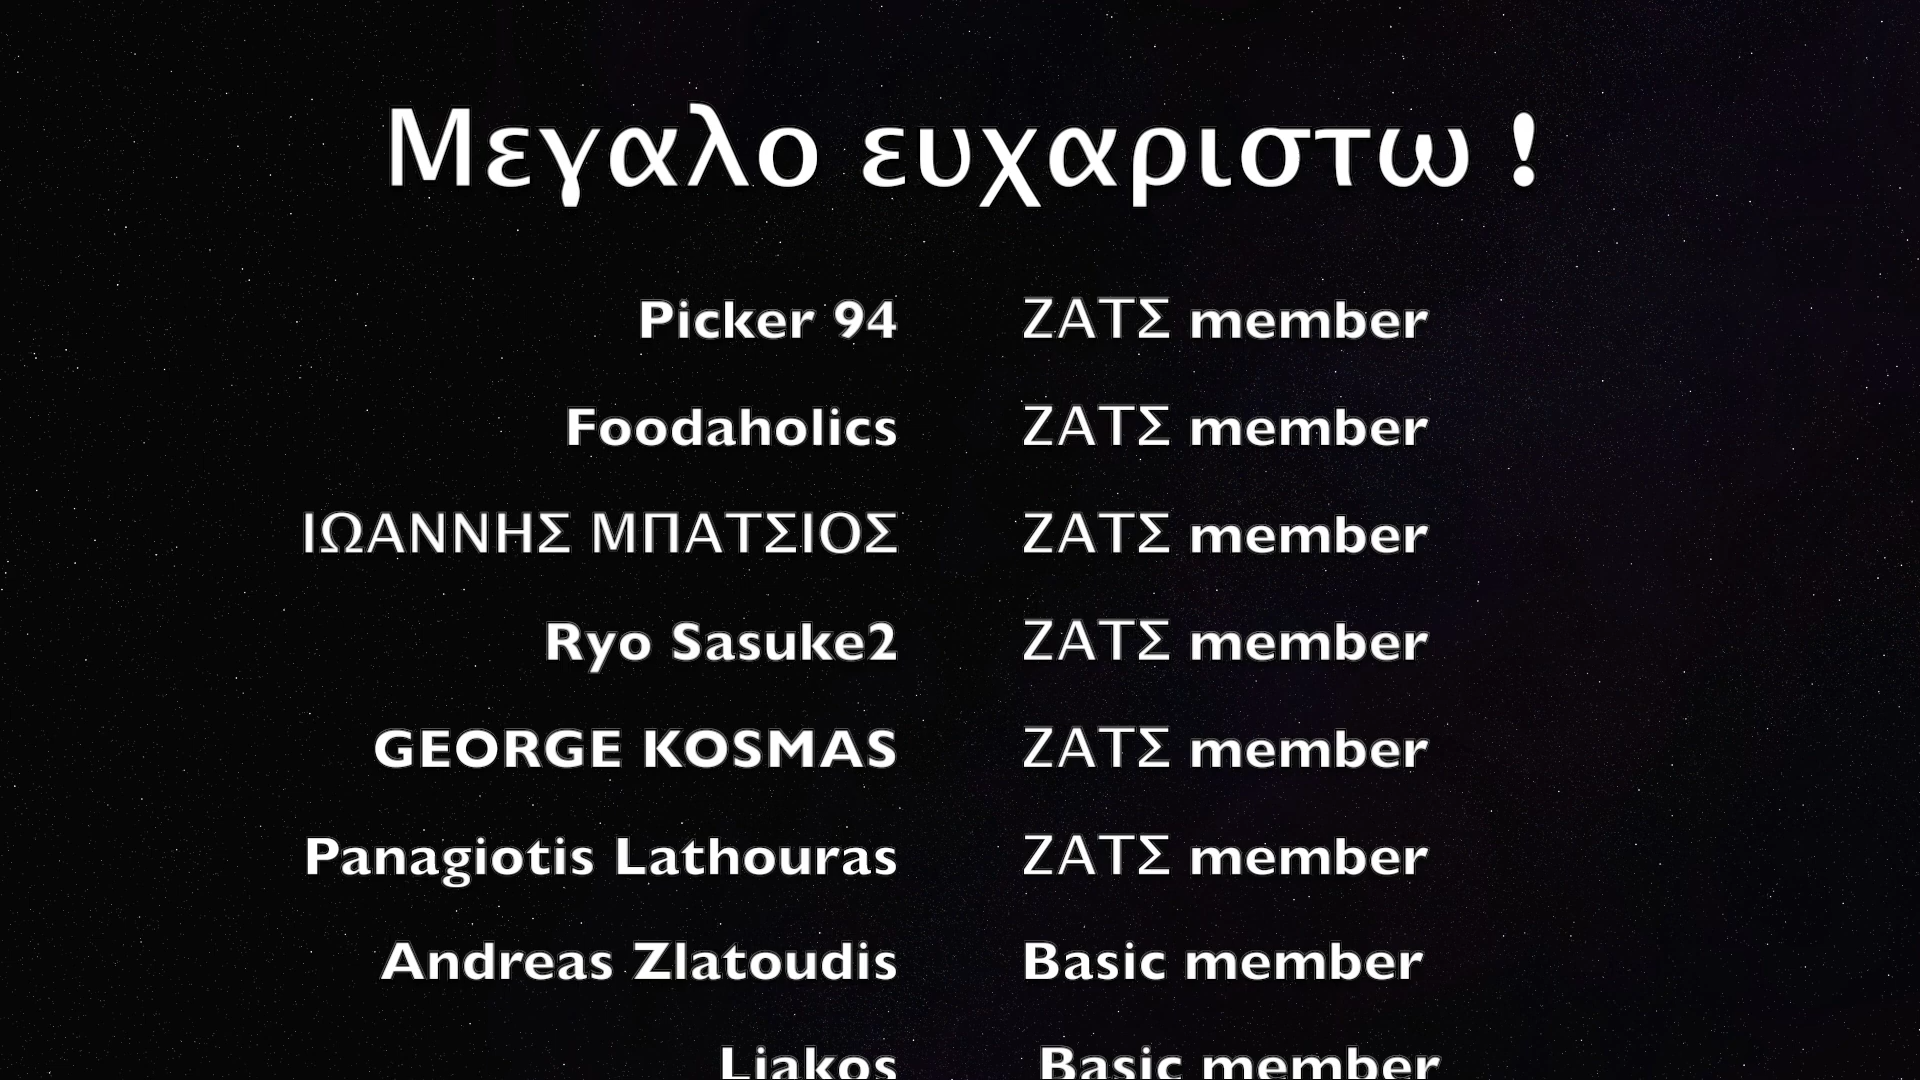 Μεγαλο ευχαριστω !
Picker 94 ΖΑΤΣ member
Foodaholics ΖΑΤΣ member
ΙΩΑΝΝΗΣ ΜΠΑΤΣΙΟΣ ΖΑΤΣ member
Ryo Sasuke2 ΖΑΤΣ member
GEORGE KOSMAS ΖΑΤΣ member
Panagiotis Lathouras ΖΑΤΣ member
Andreas Zlatoudis Basic member
Liakos Basic member